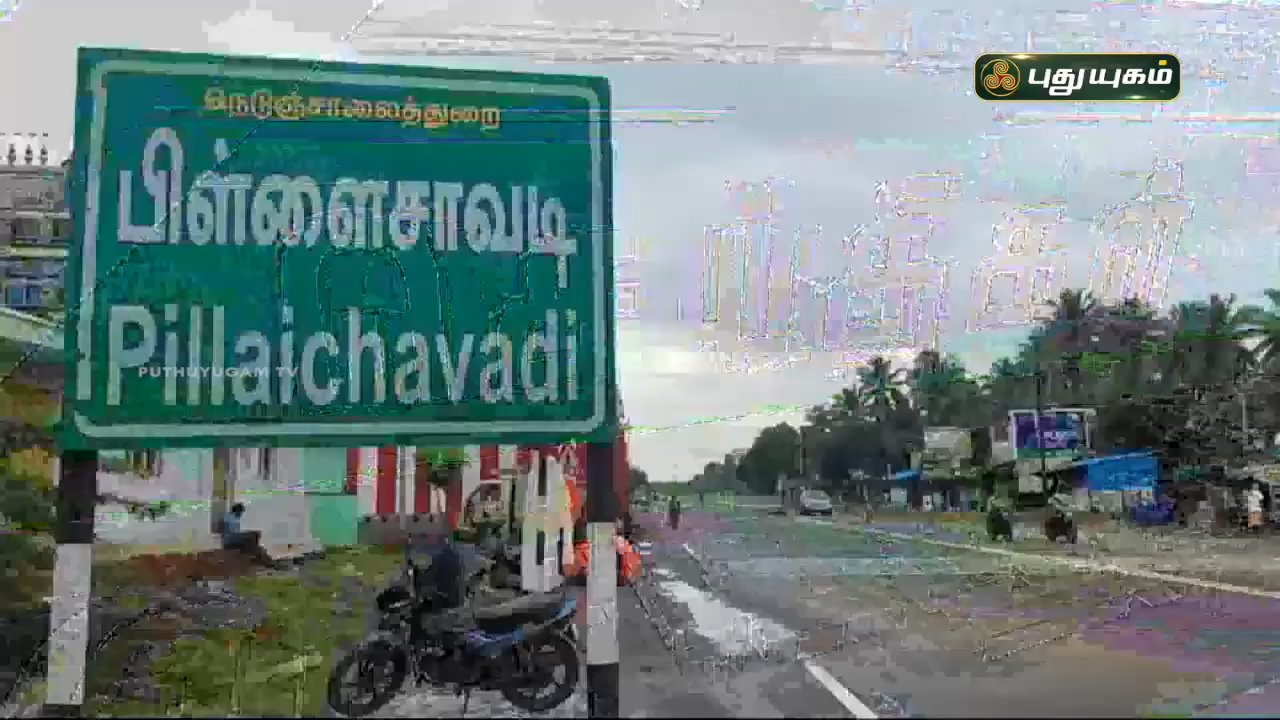 புதுயுகம்
நெடுஞ்சாலைத்துறை
பிள்ளைசாவடி
Pillaichavadi
PUTHUYUGAM TV